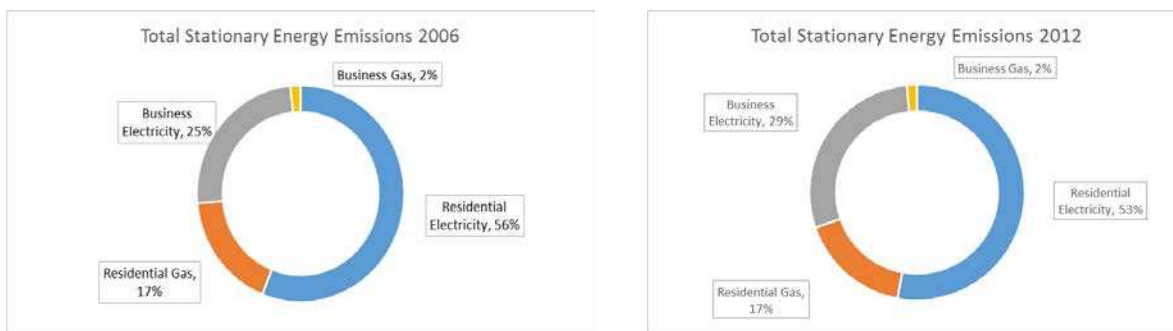 Total Stationary Energy Emissions 2006
Business Gas, 2%
Business
Electricity, 25%
Residential
Electricity, 56%
Residential Gas,
17%
Total Stationary Energy Emissions 2012
Business Gas, 2%
Business
Electricity, 29%
Residential
Electricity, 53%
Residential Gas,
17%